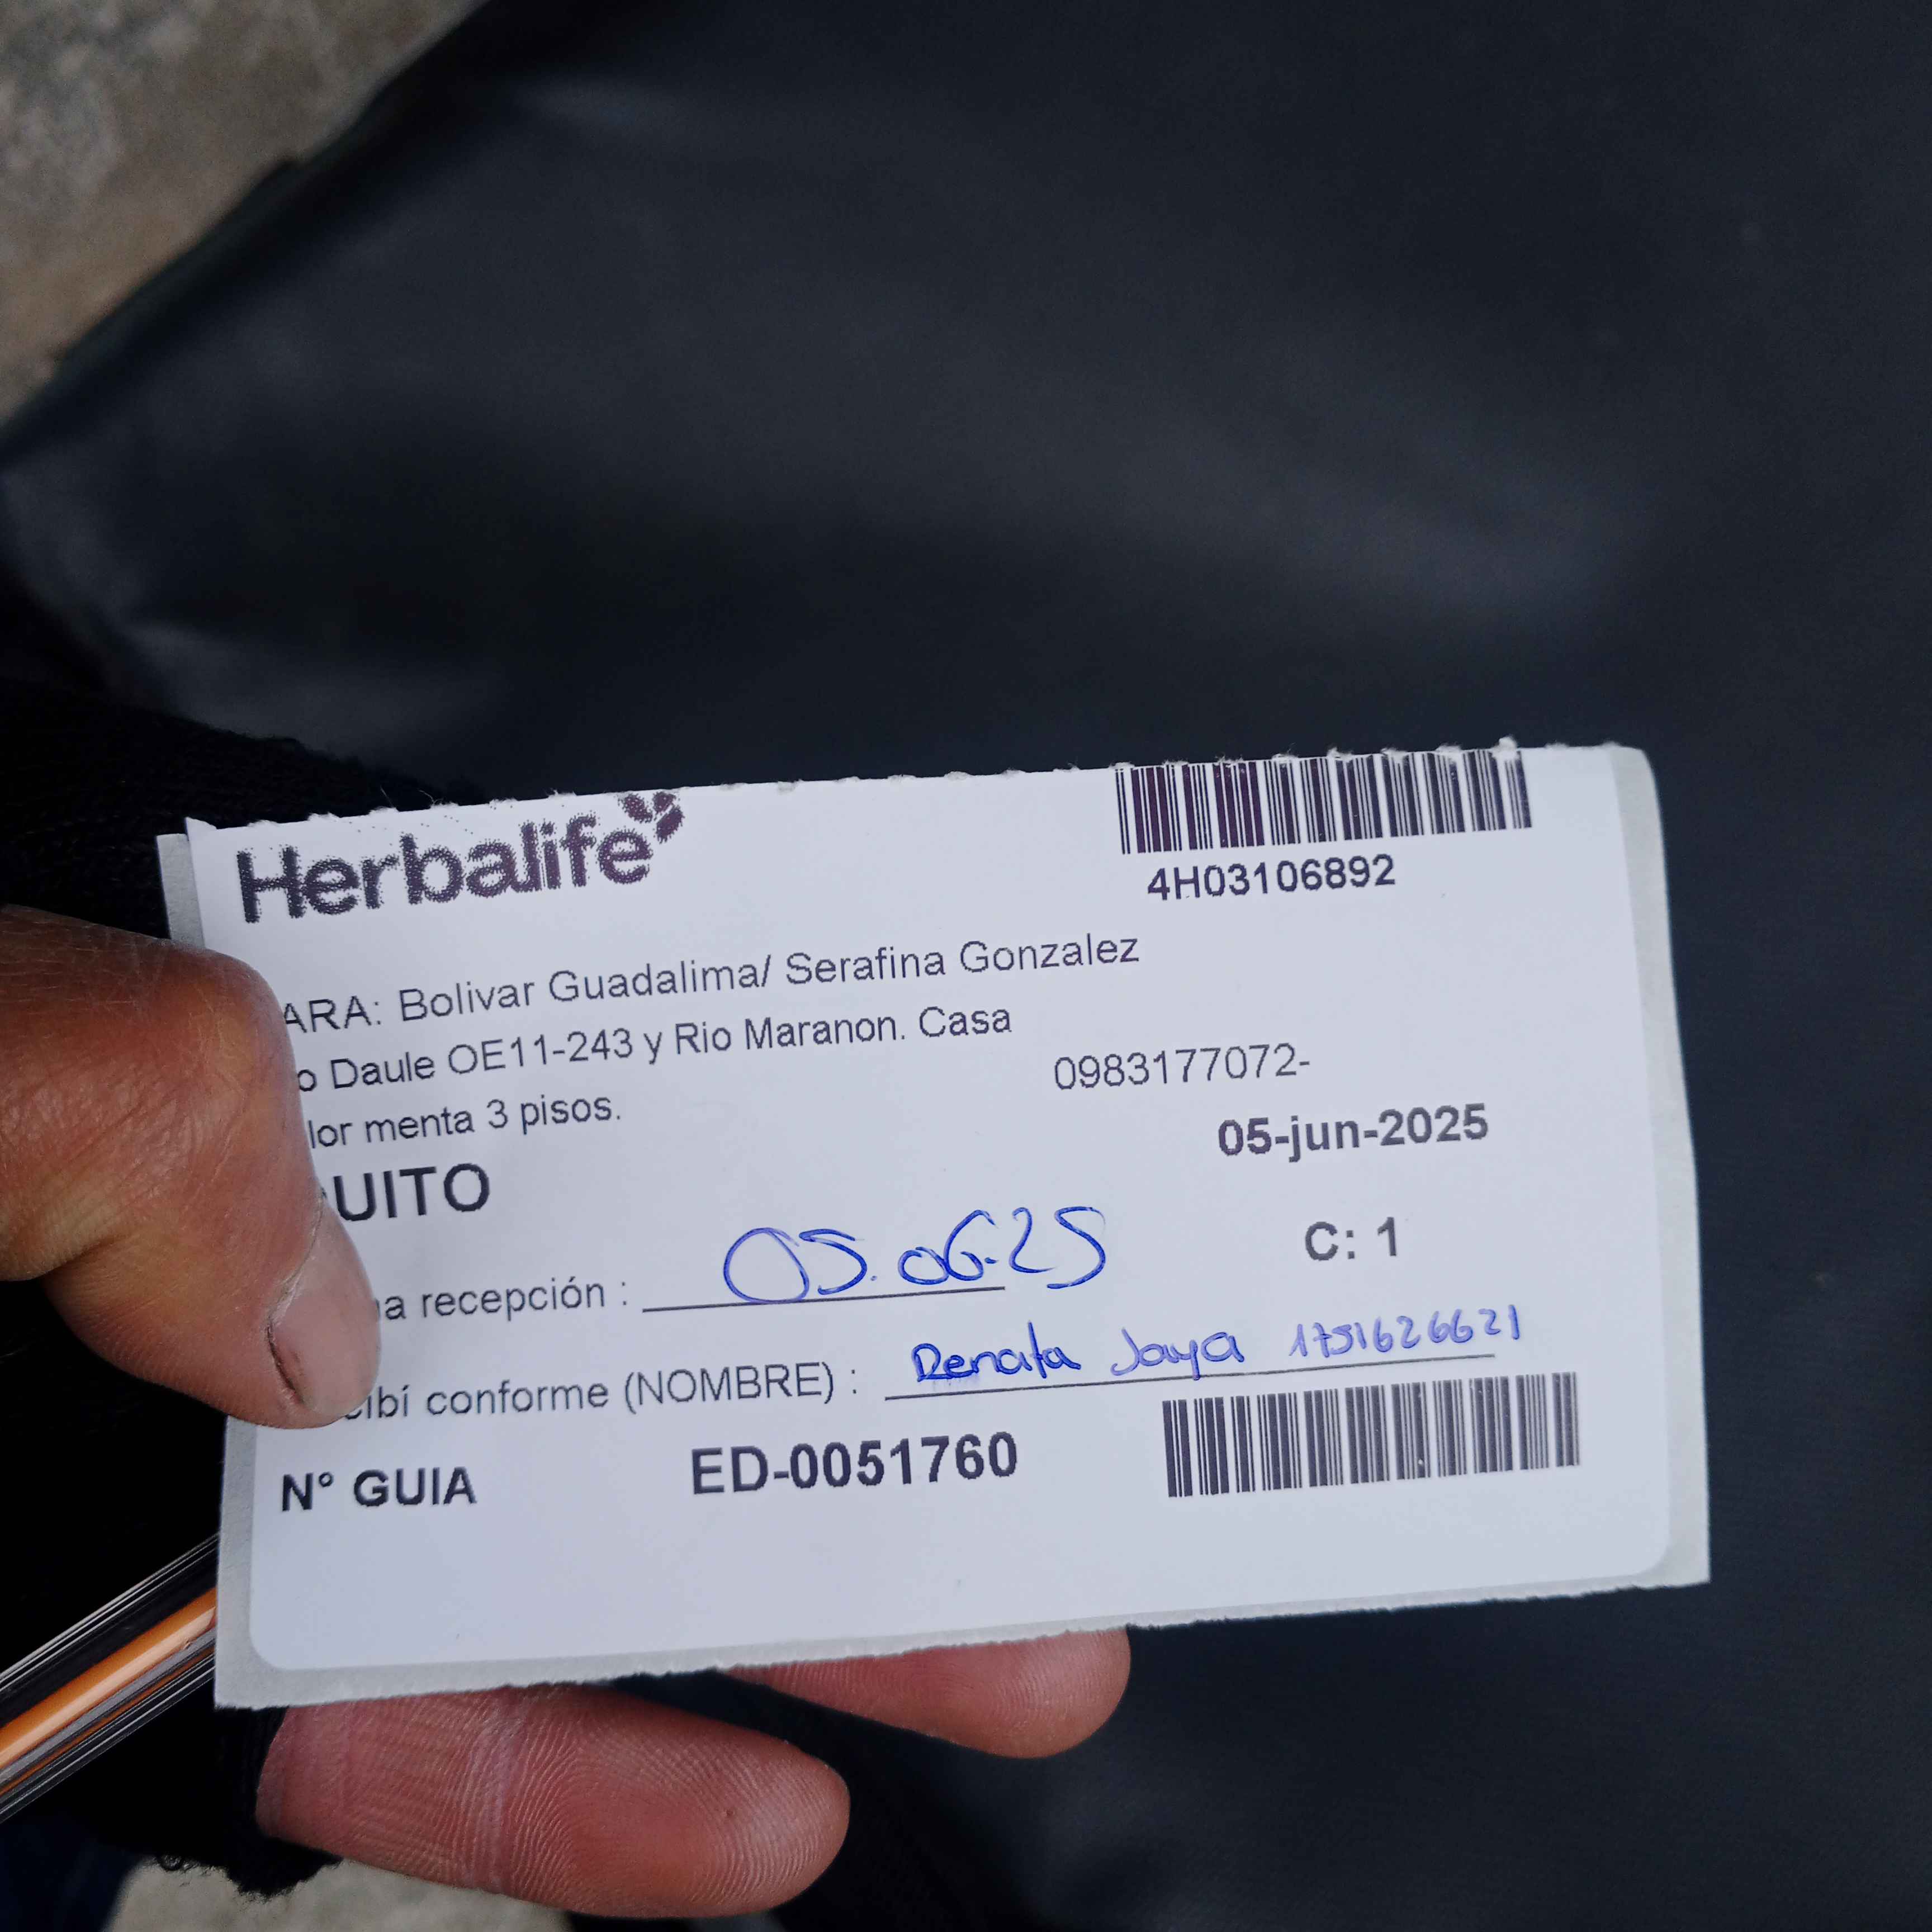 Herbalife
4H03106892
ARA: Bolivar Guadalima/ Serafina Gonzalez
o Daule OE11-243 y Rio Maranon. Casa
0983177072-
lor menta 3 pisos.
05-jun-2025
UITO
C: 1
a recepción : 05.06.25
ibí conforme (NOMBRE) : Renata Jaya 1751626621
N° GUIA ED-0051760